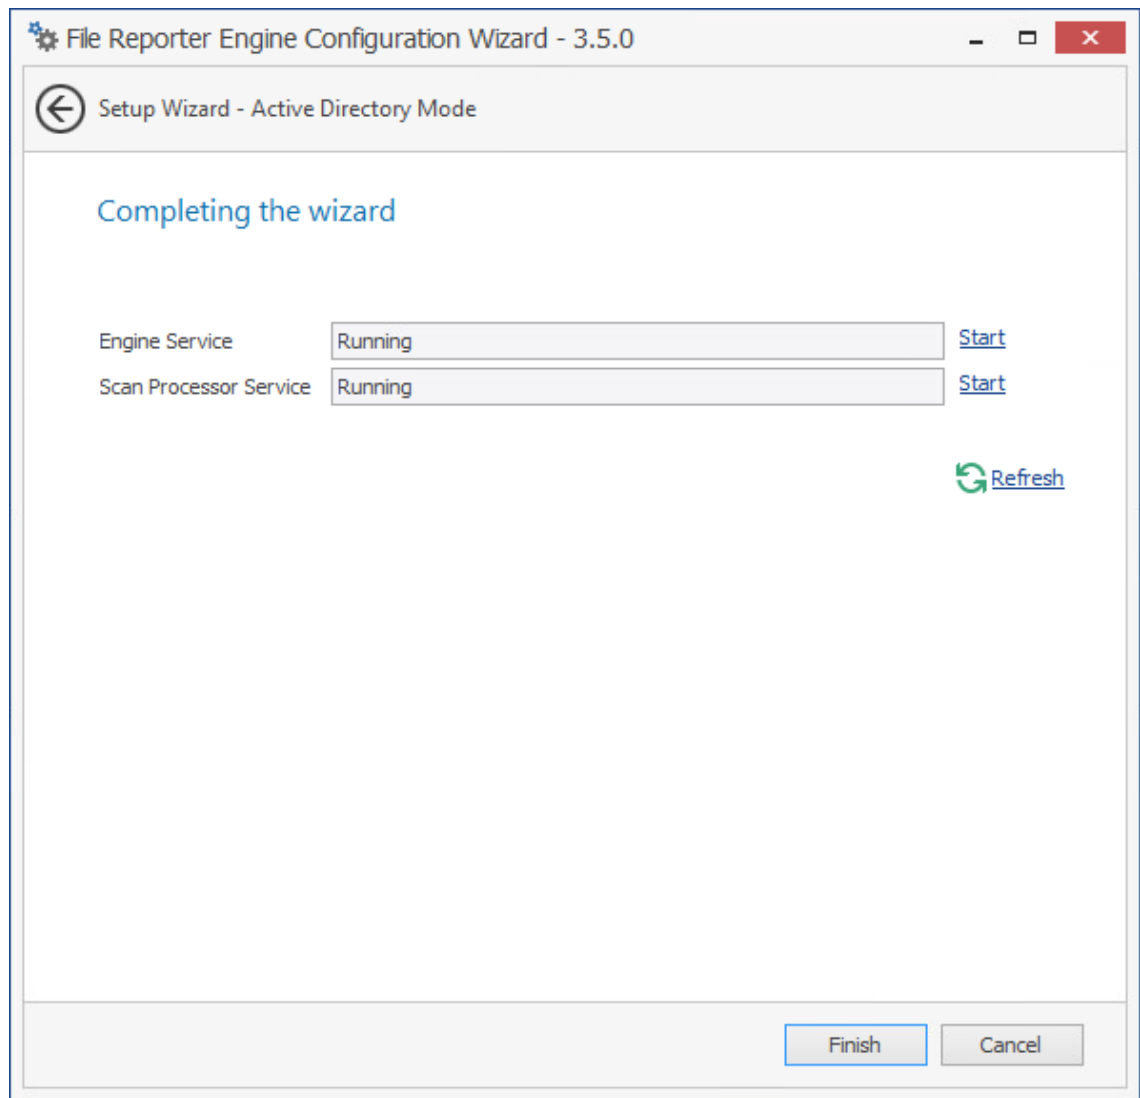 File Reporter Engine Configuration Wizard - 3.5.0
Setup Wizard - Active Directory Mode
Completing the wizard
Engine Service Running Start
Scan Processor Service Running Start
Refresh
Finish Cancel